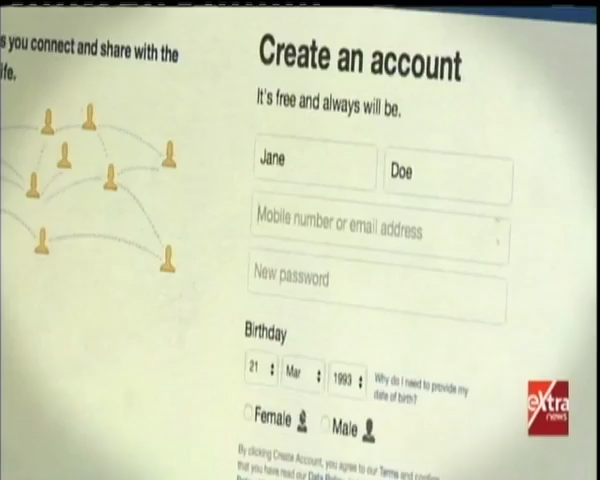 s you connect and share with the
ife.
Create an account
It's free and always will be.
Jane
Doe
Mobile number or email address
New password
Birthday
21
Mar
1993
Why do I need to provide my
date of birth?
Female
Male
By clicking Create Account, you agree to our Terms and confirm
that you have read our Data
extra
news